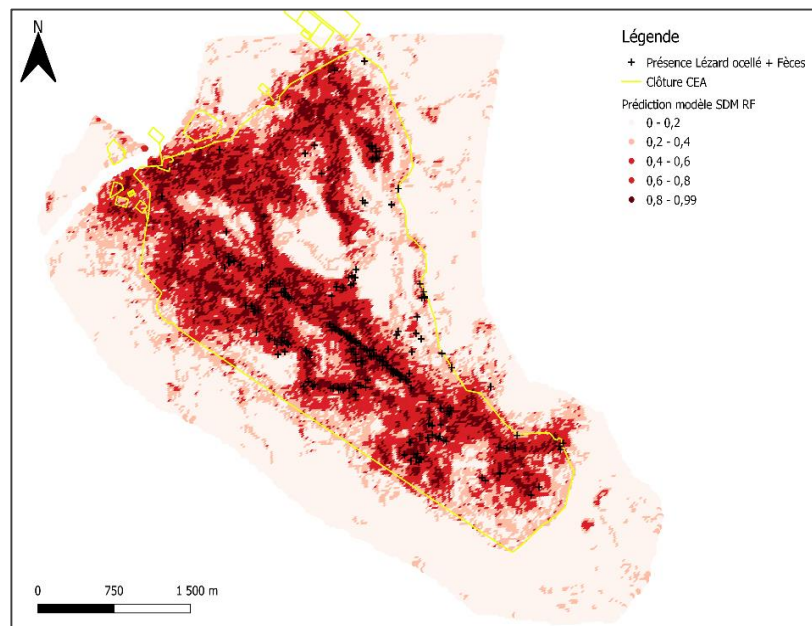 N
Légende
+ Présence Lézard ocellé + Fèces
Clôture CEA
Prédiction modèle SDM RF
0 - 0,2
0,2 - 0,4
0,4 - 0,6
0,6 - 0,8
0,8 - 0,99
0 750 1 500 m